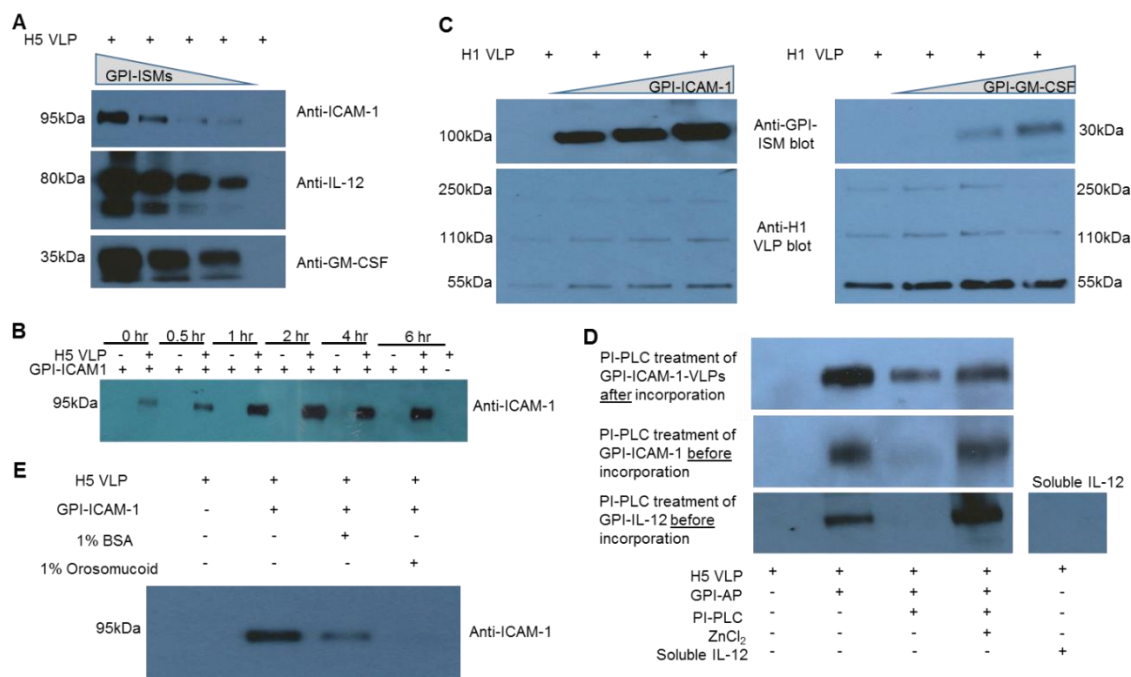 A
H5 VLP + + + + +
GPI-ISMs
95kDa
Anti-ICAM-1
80kDa
Anti-IL-12
35kDa
Anti-GM-CSF
B
0 hr 0.5 hr 1 hr 2 hr 4 hr 6 hr
H5 VLP - + - + - + - + - + - + +
GPI-ICAM1 + + + + + + + + + + + + -
95kDa
Anti-ICAM-1
C
H1 VLP + + + +
GPI-ICAM-1
100kDa
250kDa
110kDa
55kDa
Anti-GPI-
ISM blot
Anti-H1
VLP blot
H1 VLP + + + +
GPI-GM-CSF
30kDa
250kDa
110kDa
55kDa
D
PI-PLC treatment of
GPI-ICAM-1-VLPs
after incorporation
PI-PLC treatment of
GPI-ICAM-1 before
incorporation
PI-PLC treatment of
GPI-IL-12 before
incorporation
Soluble IL-12
H5 VLP + + + + +
GPI-AP - + + + -
PI-PLC - - + + -
ZnCl₂ - - - + -
Soluble IL-12 - - - - +
E
H5 VLP + + + +
GPI-ICAM-1 - + + +
1% BSA - - + -
1% Orosomucoid - - - +
95kDa
Anti-ICAM-1